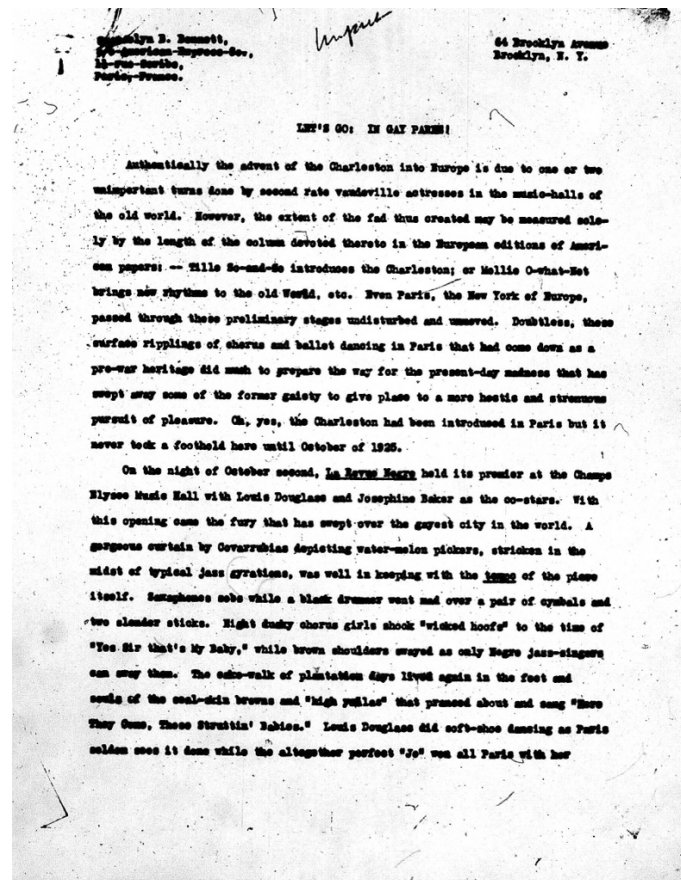 Gwendolyn B. Bennett,
c/o American Express Co.,
11 rue Scribe,
Paris, France.
64 Brooklyn Avenue
Brooklyn, N. Y.
LET'S GO: IN GAY PAREE!
Authentically the advent of the Charleston into Europe is due to one or two
unimportant turns done by second rate vaudeville actresses in the music-halls of
the old world. However, the extent of the fad thus created may be measured sole-
ly by the length of the column devoted thereto in the European editions of Ameri-
can papers: -- Tille So-and-So introduces the Charleston; or Mollie O-what-Not
brings new rhythms to the old World, etc. Even Paris, the New York of Europe,
passed through these preliminary stages undisturbed and unmoved. Doubtless, these
surface ripplings of chorus and ballet dancing in Paris that had come down as a
pre-war heritage did much to prepare the way for the present-day madness that has
swept away some of the former gaiety to give place to a more hectic and strenuous
pursuit of pleasure. Oh, yes, the Charleston had been introduced in Paris but it
never took a foothold here until October of 1925.
On the night of October second, La Revue Negre held its premier at the Champs
Elysee Music Hall with Louis Douglass and Josephine Baker as the co-stars. With
this opening came the fury that has swept over the gayest city in the world. A
gorgeous curtain by Covarrubias depicting water-melon pickers, stricken in the
midst of typical jazz gyrations, was well in keeping with the tempo of the piece
itself. Saxaphones sobs while a black drummer went mad over a pair of cymbals and
two slender sticks. Eight dusky chorus girls shook "wicked hoofs" to the time of
"Yes Sir that's My Baby," while brown shoulders swayed as only Negro jazz-singers
can sway them. The cake-walk of plantation days lived again in the feet and
souls of the seal-skin browns and "high yallas" that pranced about and sang "Here
They Come, Those Struttin' Babies." Louis Douglass did soft-shoe dancing as Paris
seldom sees it done while the altogether perfect "Jo" won all Paris with her